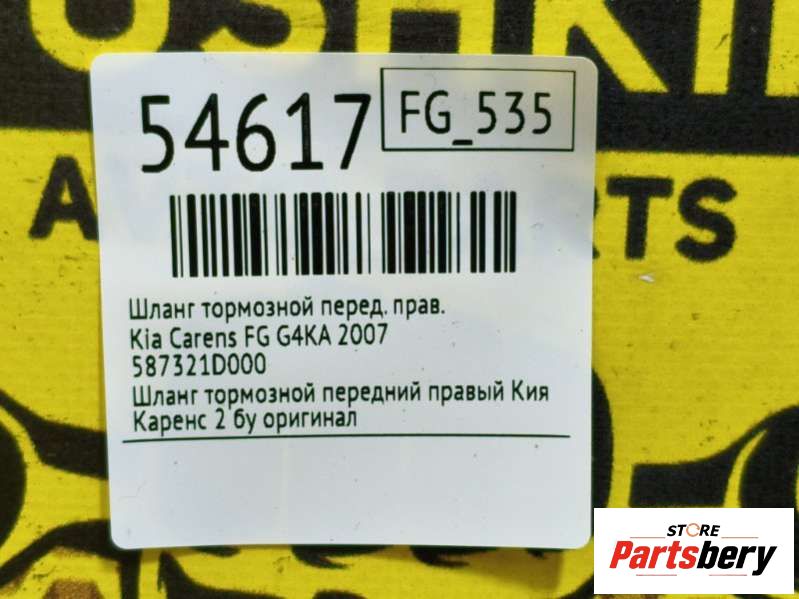 54617
FG_535
Шланг тормозной перед. прав.
Kia Carens FG G4KA 2007
587321D000
Шланг тормозной передний правый Кия
Каренс 2 бу оригинал
STORE
Partsbery